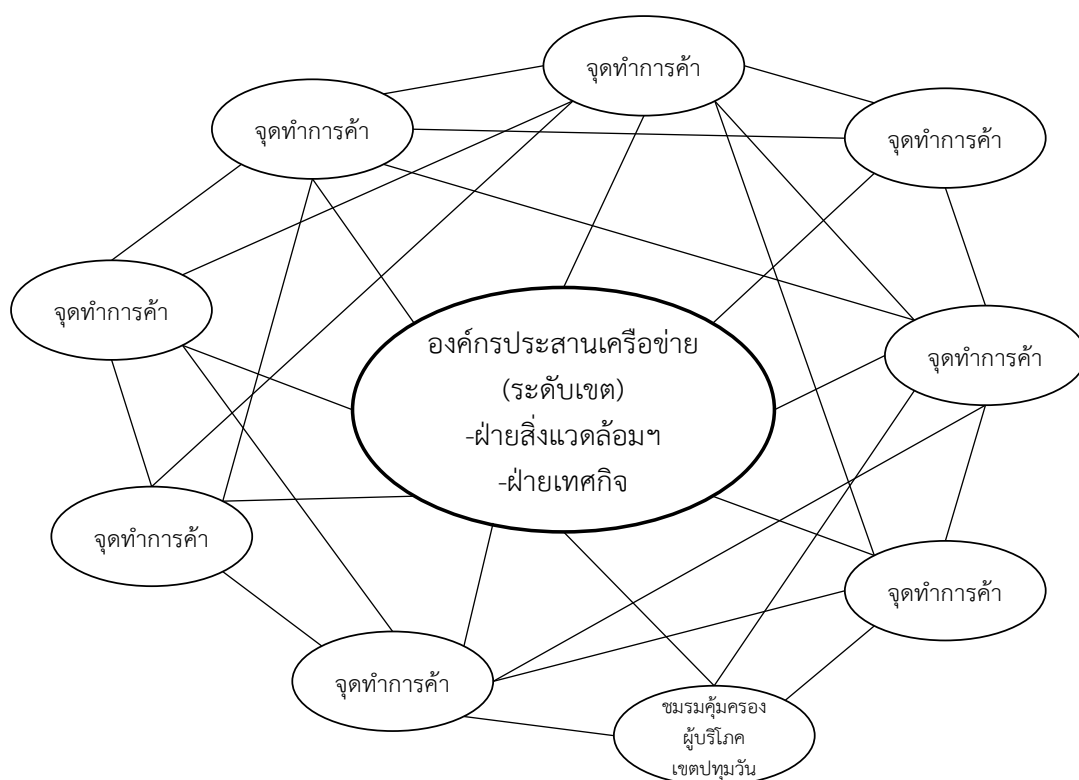 จุดทำการค้า
จุดทำการค้า
จุดทำการค้า
จุดทำการค้า
องค์กรประสานเครือข่าย
(ระดับเขต)
-ฝ่ายสิ่งแวดล้อมฯ
-ฝ่ายเทศกิจ
จุดทำการค้า
จุดทำการค้า
จุดทำการค้า
จุดทำการค้า
ชมรมคุ้มครอง
ผู้บริโภค
เขตปทุมวัน